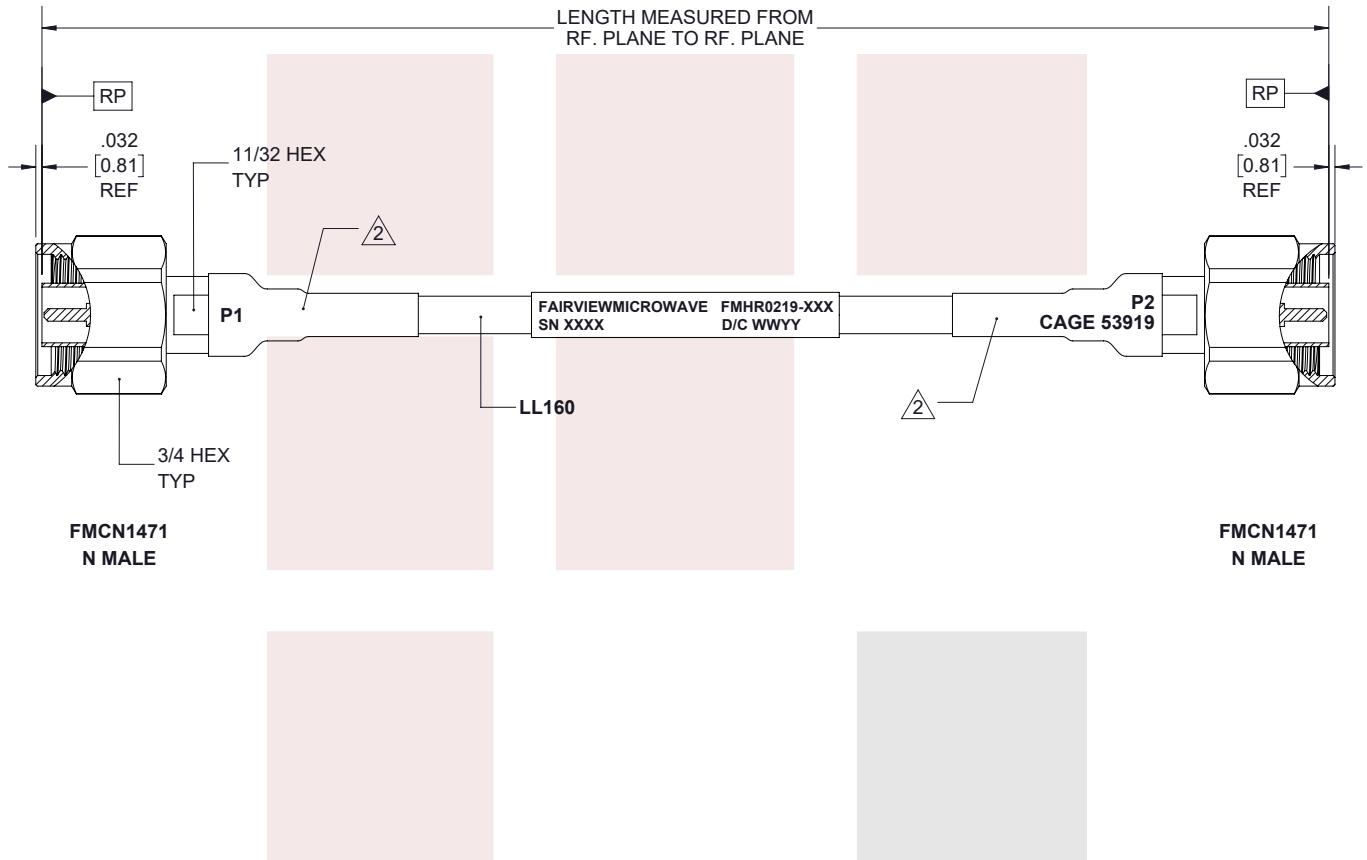 LENGTH MEASURED FROM
RF. PLANE TO RF. PLANE
RP
RP
.032
[0.81]
REF
11/32 HEX
TYP
.032
[0.81]
REF
2
P1
FAIRVIEWMICROWAVE FMHR0219-XXX
SN XXXX D/C WWYY
P2
CAGE 53919
LL160
2
3/4 HEX
TYP
FMCN1471
N MALE
FMCN1471
N MALE